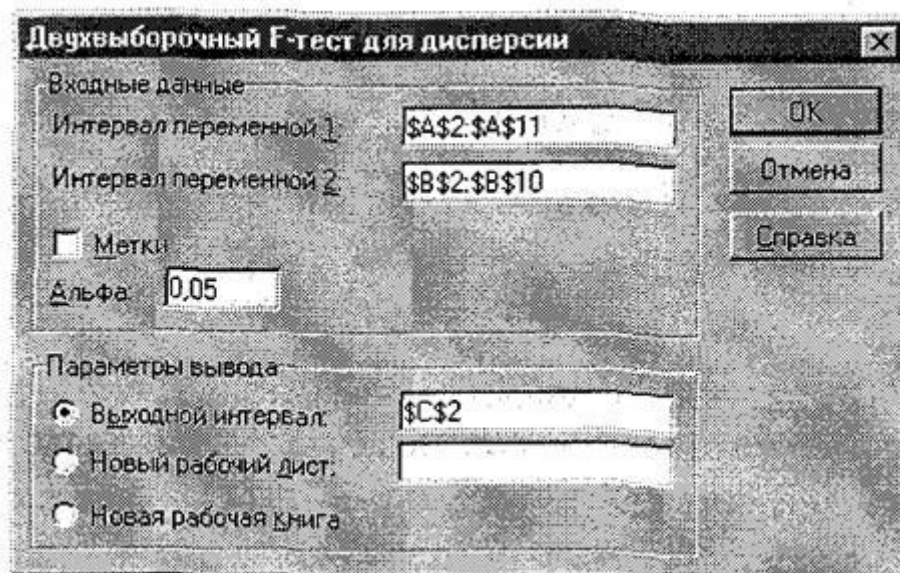 Двухвыборочный F-тест для дисперсии
Входные данные
Интервал переменной 1: $A$2:$A$11
Интервал переменной 2: $B$2:$B$10
Метки
Альфа: 0,05
OK
Отмена
Справка
Параметры вывода
Выходной интервал: $C$2
Новый рабочий лист:
Новая рабочая книга